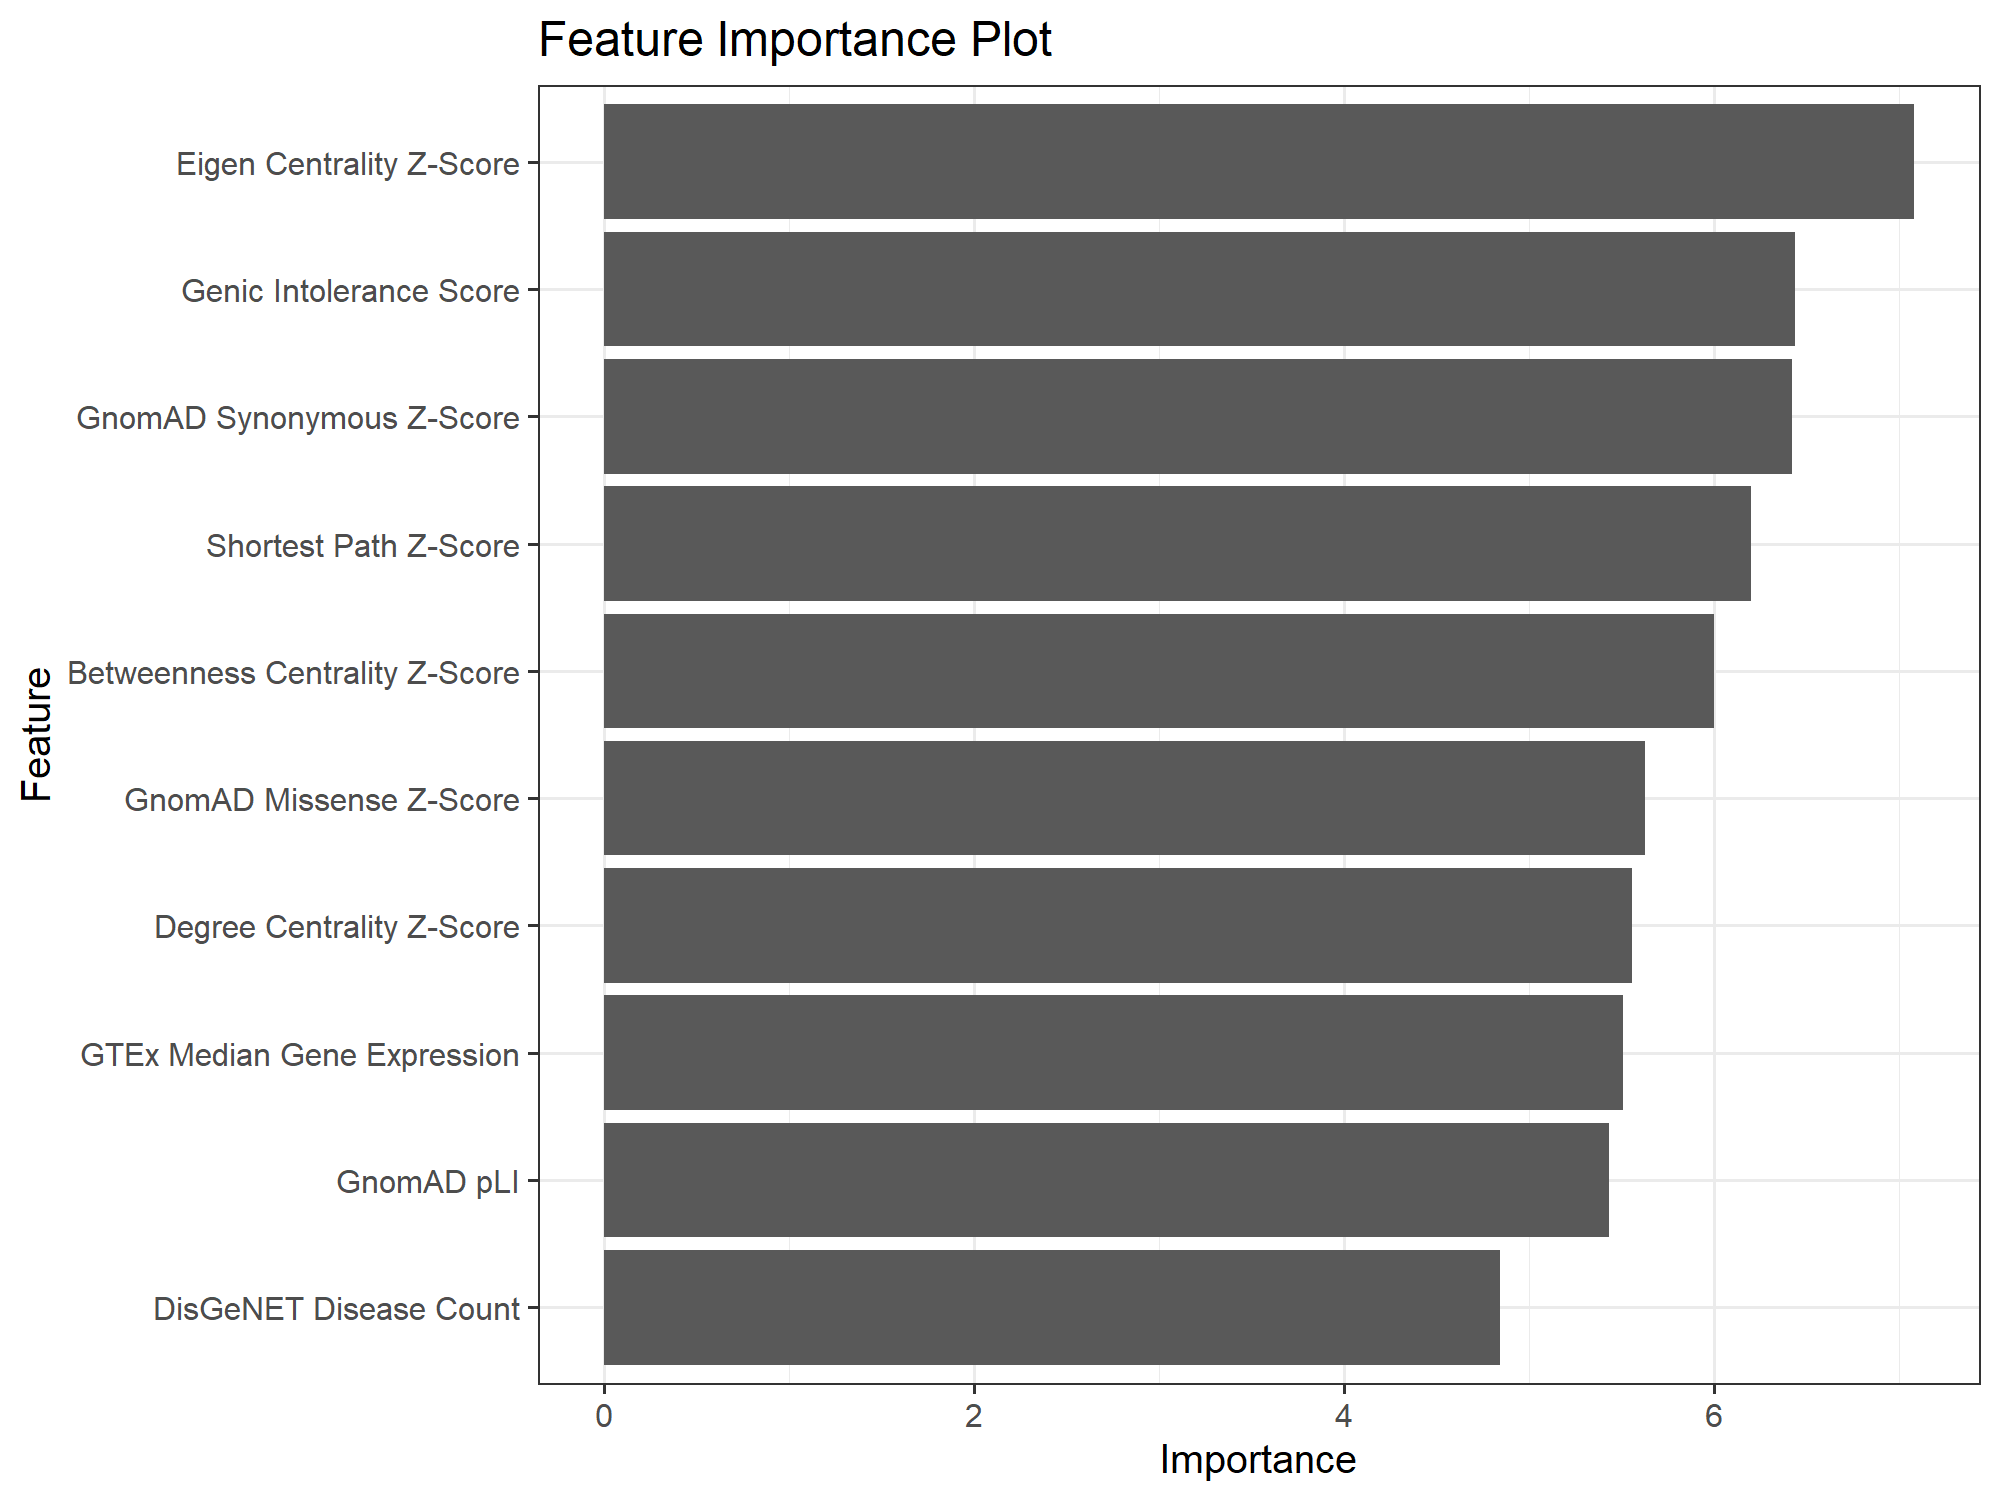 Feature Importance Plot
Eigen Centrality Z-Score
Genic Intolerance Score
GnomAD Synonymous Z-Score
Shortest Path Z-Score
Betweenness Centrality Z-Score
GnomAD Missense Z-Score
Degree Centrality Z-Score
GTEx Median Gene Expression
GnomAD pLI
DisGeNET Disease Count
Feature
0 2 4 6
Importance